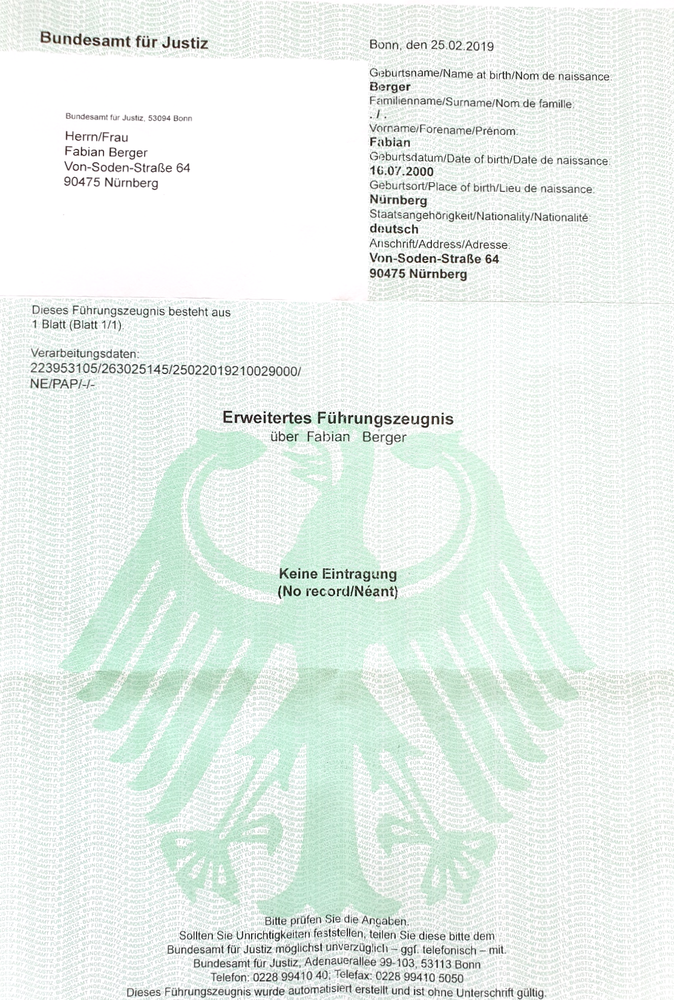 Bundesamt für Justiz
Bundesamt für Justiz, 53094 Bonn
Herrn/Frau
Fabian Berger
Von-Soden-Straße 64
90475 Nürnberg
Bonn, den 25.02.2019
Geburtsname/Name at birth/Nom de naissance:
Berger
Familienname/Surname/Nom de famille:
. / .
Vorname/Forename/Prénom:
Fabian
Geburtsdatum/Date of birth/Date de naissance:
16.07.2000
Geburtsort/Place of birth/Lieu de naissance:
Nürnberg
Staatsangehörigkeit/Nationality/Nationalité:
deutsch
Anschrift/Address/Adresse:
Von-Soden-Straße 64
90475 Nürnberg
Dieses Führungszeugnis besteht aus
1 Blatt (Blatt 1/1)
Verarbeitungsdaten:
223953105/263025145/25022019210029000/
NE/PAP/-/-
Erweitertes Führungszeugnis
über Fabian Berger
Keine Eintragung
(No record/Néant)
Bitte prüfen Sie die Angaben.
Sollten Sie Unrichtigkeiten feststellen, teilen Sie diese bitte dem
Bundesamt für Justiz möglichst unverzüglich – ggf. telefonisch – mit.
Bundesamt für Justiz, Adenauerallee 99-103, 53113 Bonn
Telefon: 0228 99410 40; Telefax: 0228 99410 5050
Dieses Führungszeugnis wurde automatisiert erstellt und ist ohne Unterschrift gültig.